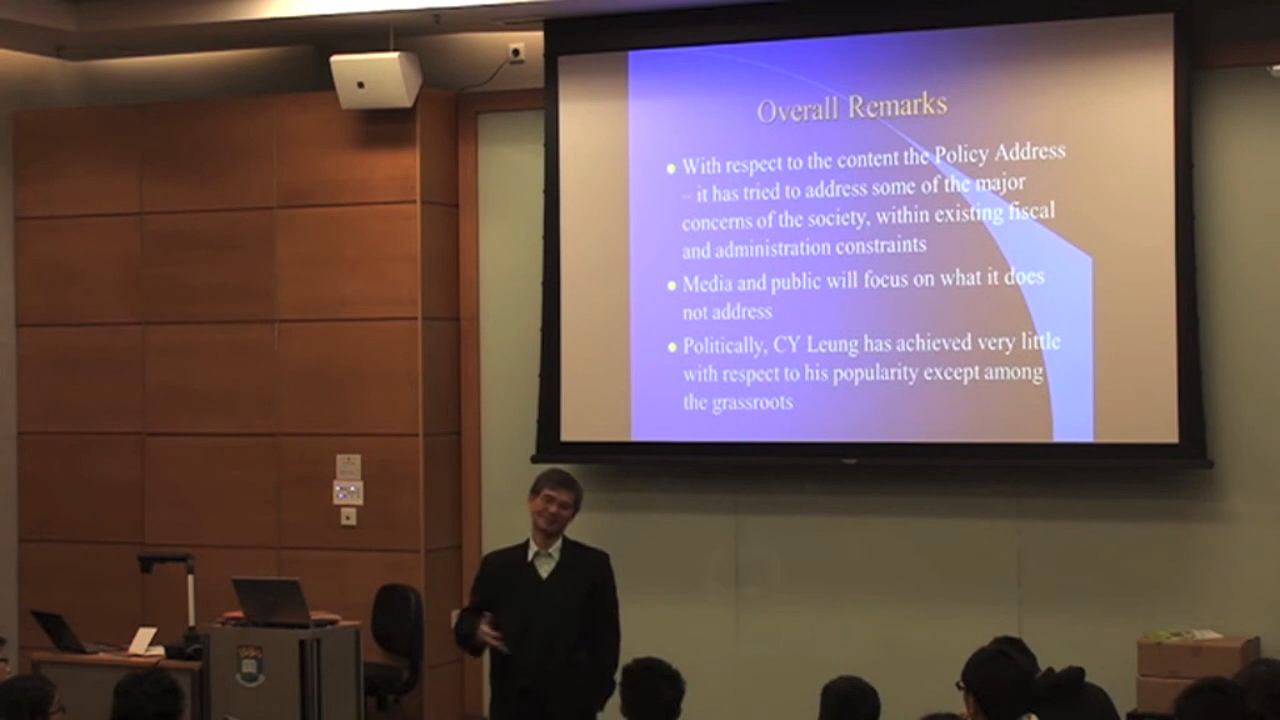 Overall Remarks
With respect to the content the Policy Address
– it has tried to address some of the major
concerns of the society, within existing fiscal
and administration constraints
Media and public will focus on what it does
not address
Politically, CY Leung has achieved very little
with respect to his popularity except among
the grassroots